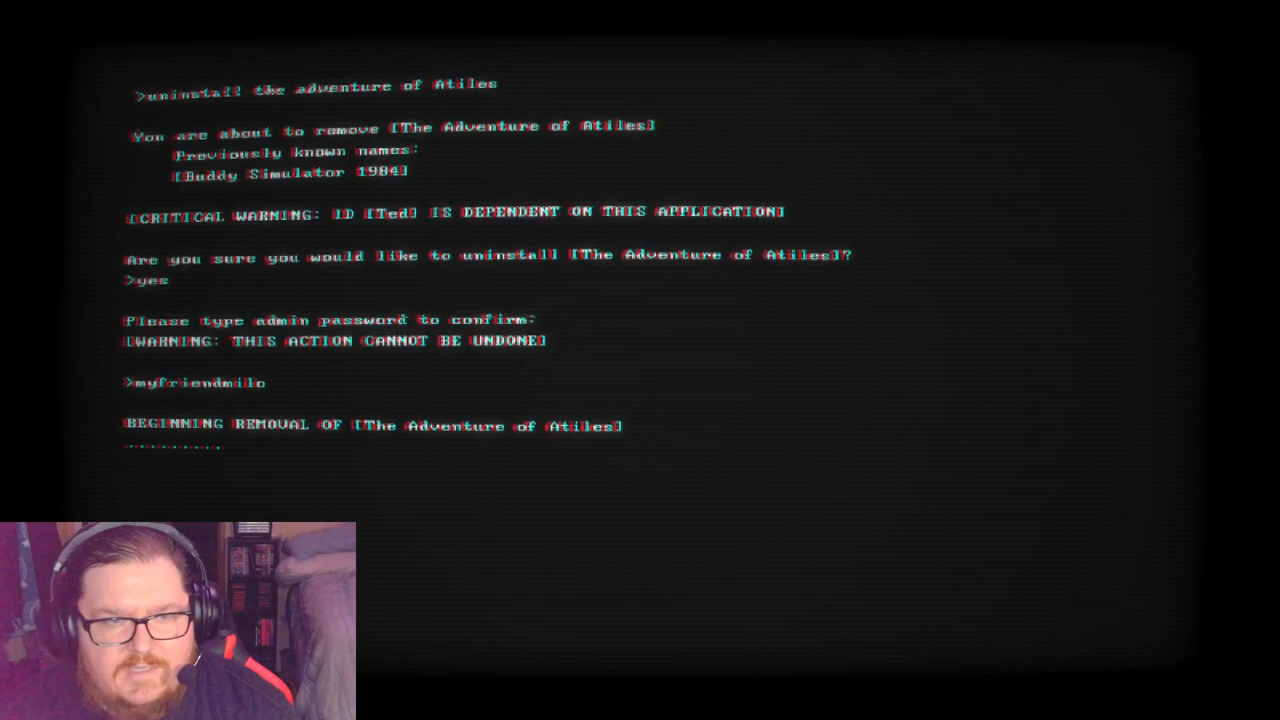 >uninstall the adventure of Atiles
You are about to remove [The Adventure of Atiles]
Previously known names:
[Buddy Simulator 1984]
[CRITICAL WARNING: ID [Ted] IS DEPENDENT ON THIS APPLICATION]
Are you sure you would like to uninstall [The Adventure of Atiles]?
>yes
Please type admin password to confirm:
[WARNING: THIS ACTION CANNOT BE UNDONE]
>myfriendmilo
BEGINNING REMOVAL OF [The Adventure of Atiles]
.............